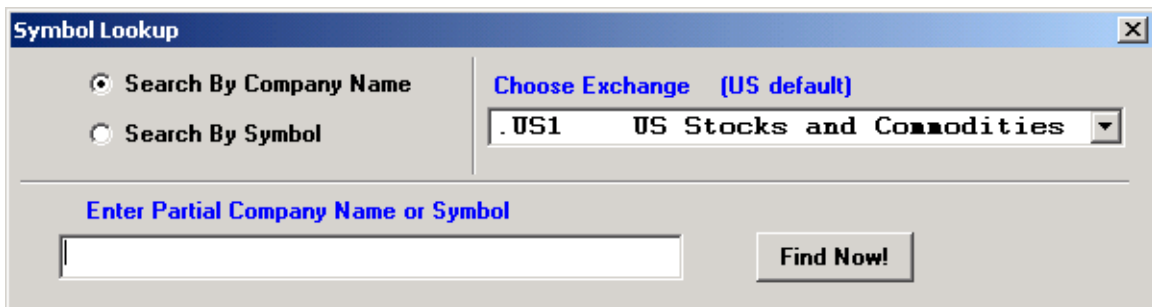 Symbol Lookup
Search By Company Name
Search By Symbol
Choose Exchange (US default)
.US1 US Stocks and Commodities
Enter Partial Company Name or Symbol
Find Now!